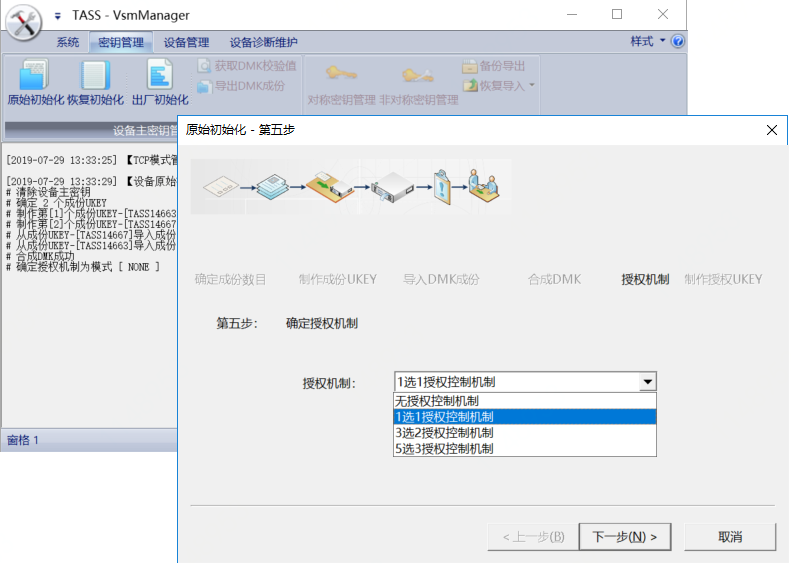 TASS - VsmManager
系统 密钥管理 设备管理 设备诊断维护 样式
原始初始化 恢复初始化 出厂初始化
获取DMK校验值
导出DMK成份
对称密钥管理 非对称密钥管理
备份导出
恢复导入
设备主密钥管
原始初始化 - 第五步
[2019-07-29 13:33:25] 【TCP模式管
[2019-07-29 13:33:29] 【设备原始
# 清除设备主密钥
# 确定 2 个成份UKEY
# 制作第[1]个成份UKEY-[TASS14663
# 制作第[2]个成份UKEY-[TASS14667
# 从成份UKEY-[TASS14667]导入成份
# 从成份UKEY-[TASS14663]导入成份
# 合成DMK成功
# 确定授权机制为模式 [ NONE ]
确定成份数目 制作成份UKEY 导入DMK成份 合成DMK 授权机制 制作授权UKEY
第五步： 确定授权机制
授权机制： 1选1授权控制机制
无授权控制机制
1选1授权控制机制
3选2授权控制机制
5选3授权控制机制
窗格 1
< 上一步(B) 下一步(N) > 取消